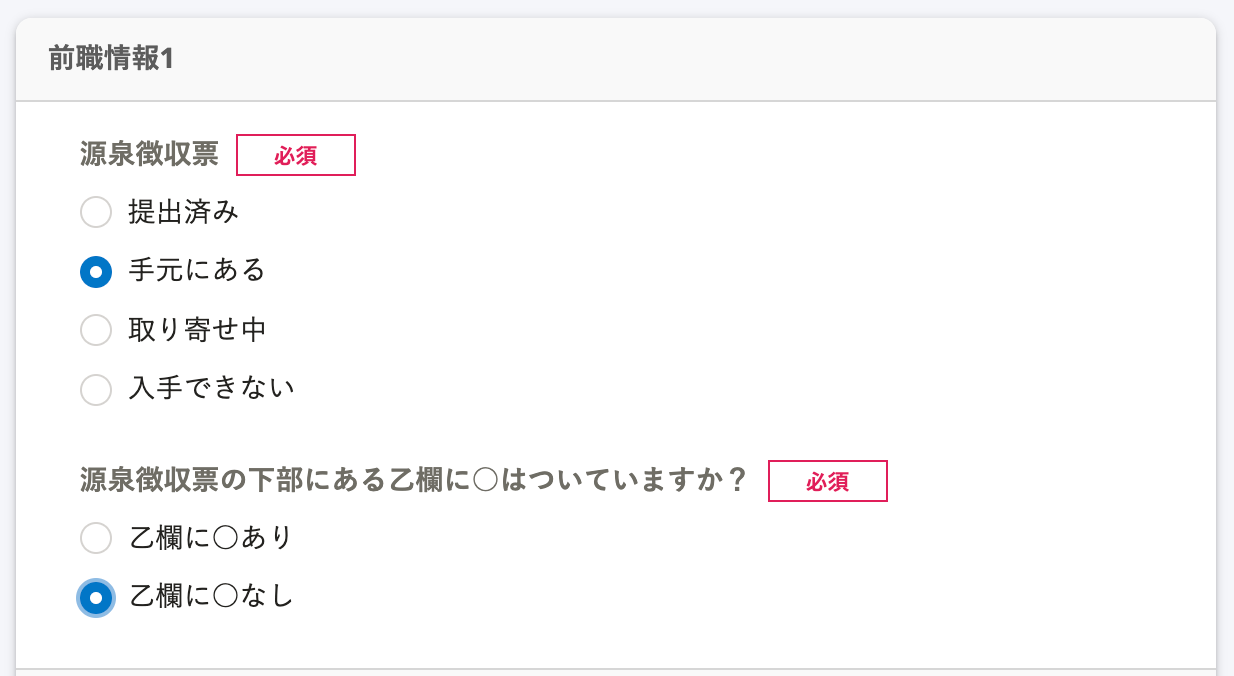 前職情報1
源泉徴収票 必須
提出済み
手元にある
取り寄せ中
入手できない
源泉徴収票の下部にある乙欄に○はついていますか？ 必須
乙欄に○あり
乙欄に○なし